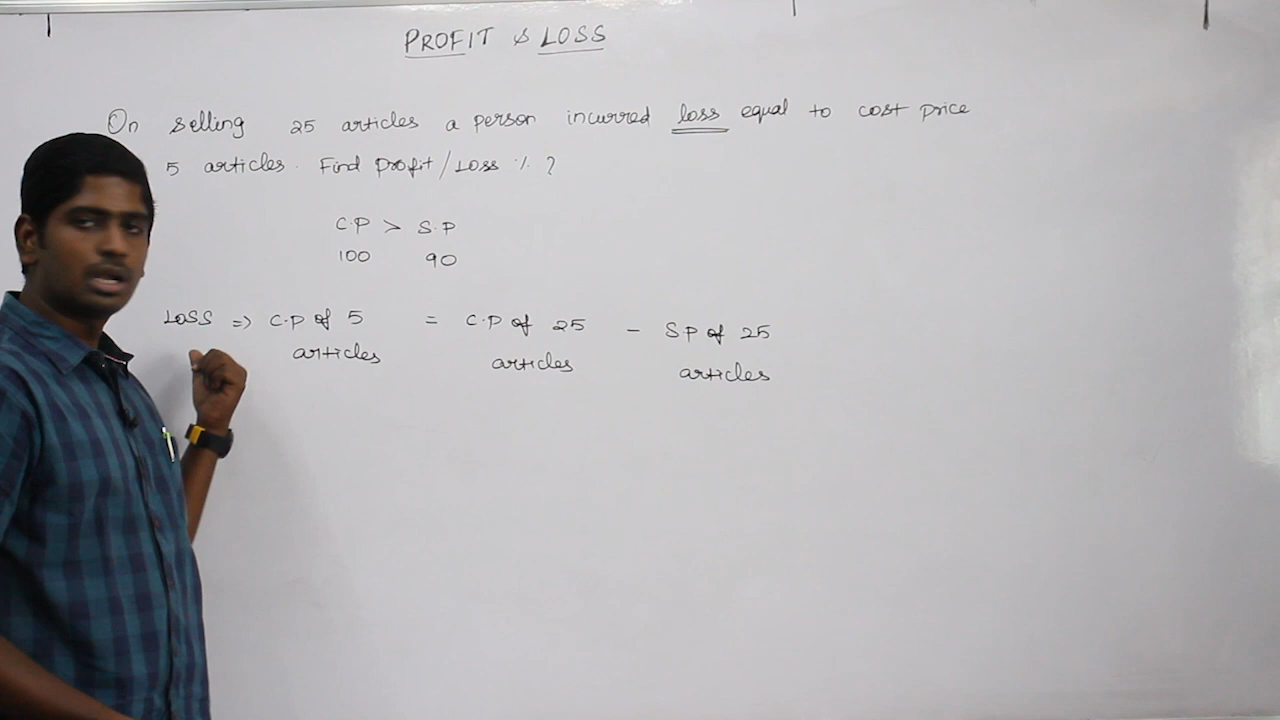 PROFIT & LOSS
On selling 25 articles a person incurred loss equal to cost price
5 articles. Find Profit/Loss % ?
C.P > S.P
100 90
LOSS => C.P of 5 = C.P of 25 - S.P of 25
articles articles articles